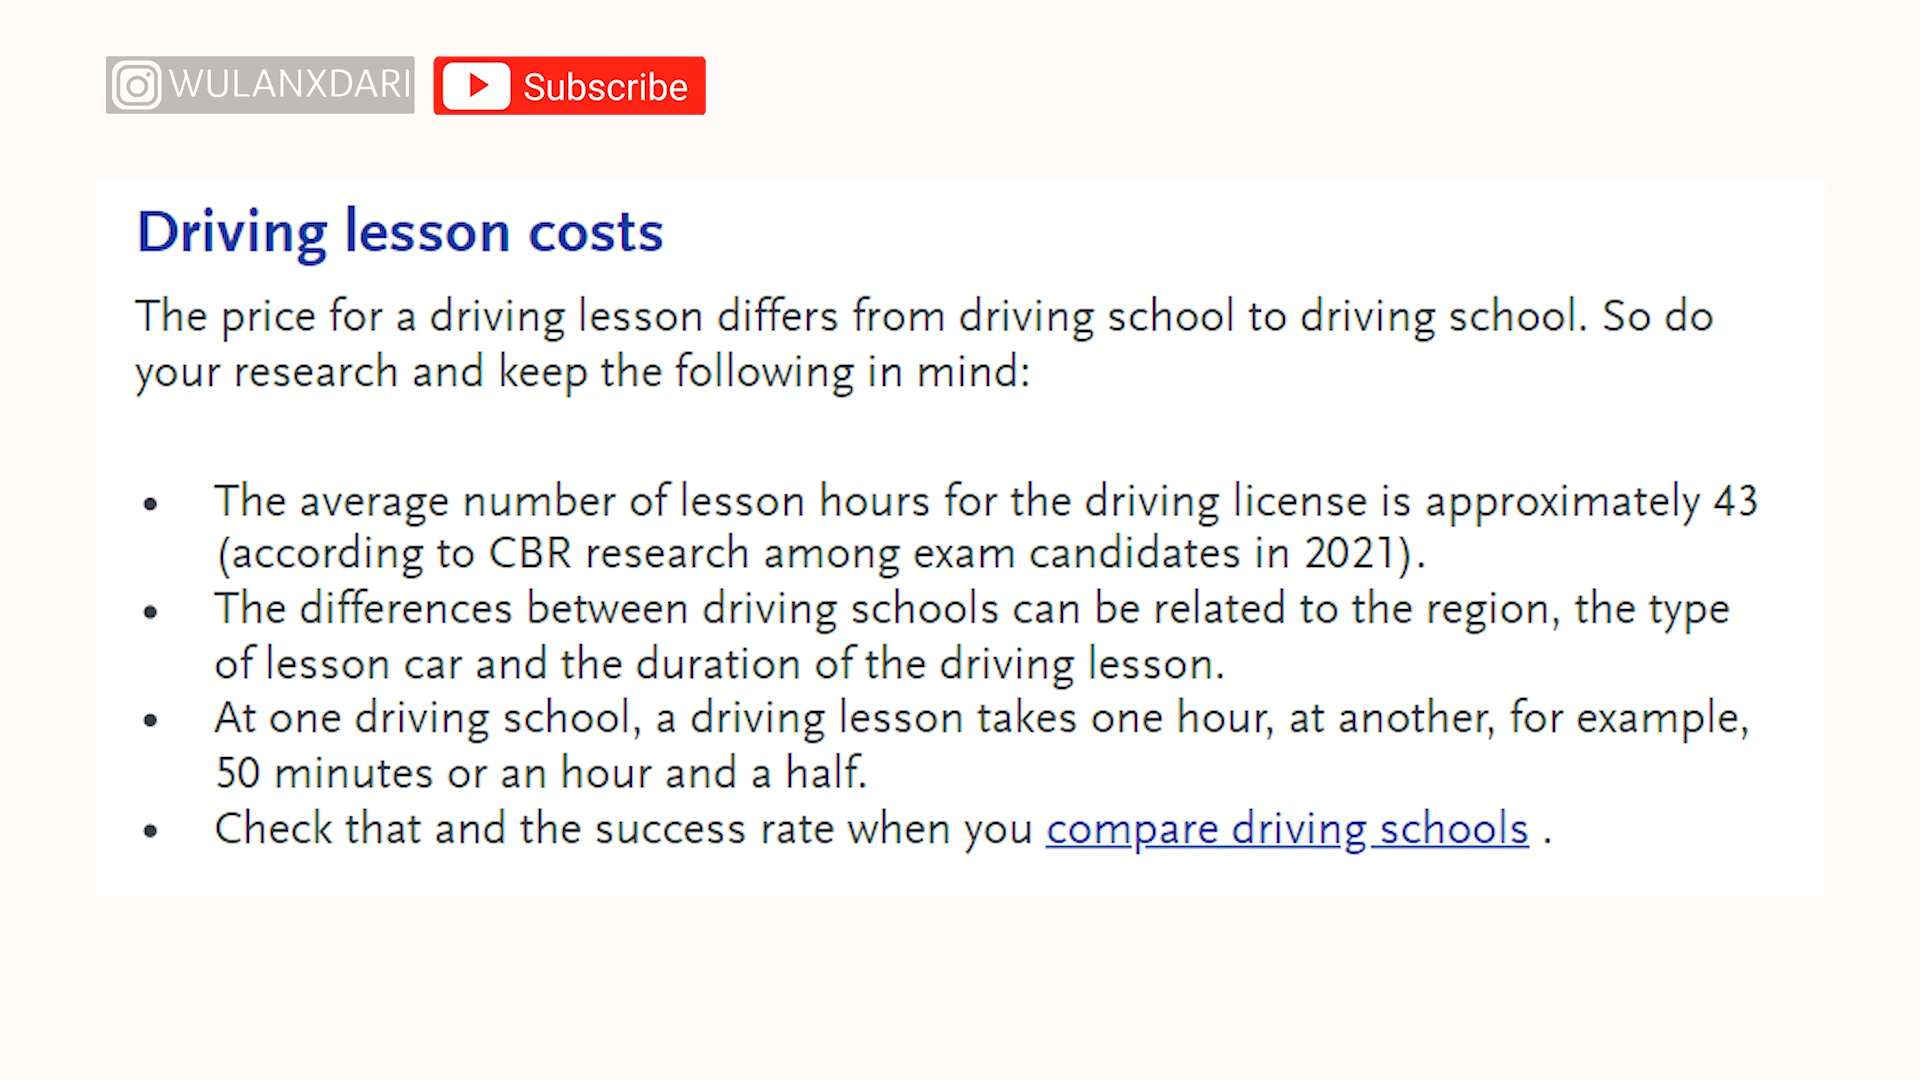 WULANXDARI
Subscribe
Driving lesson costs
The price for a driving lesson differs from driving school to driving school. So do
your research and keep the following in mind:
• The average number of lesson hours for the driving license is approximately 43
(according to CBR research among exam candidates in 2021).
• The differences between driving schools can be related to the region, the type
of lesson car and the duration of the driving lesson.
• At one driving school, a driving lesson takes one hour, at another, for example,
50 minutes or an hour and a half.
• Check that and the success rate when you compare driving schools .